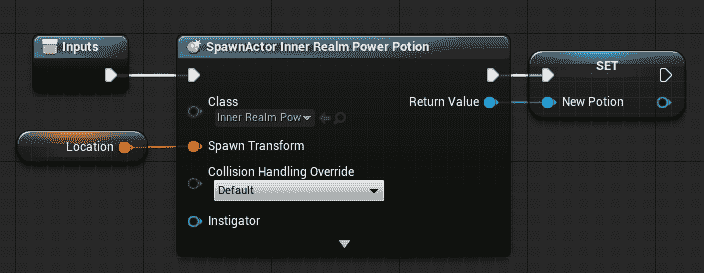 Inputs
SpawnActor Inner Realm Power Potion
SET
Class
Inner Realm Pow
Return Value
New Potion
Location
Spawn Transform
Collision Handling Override
Default
Instigator